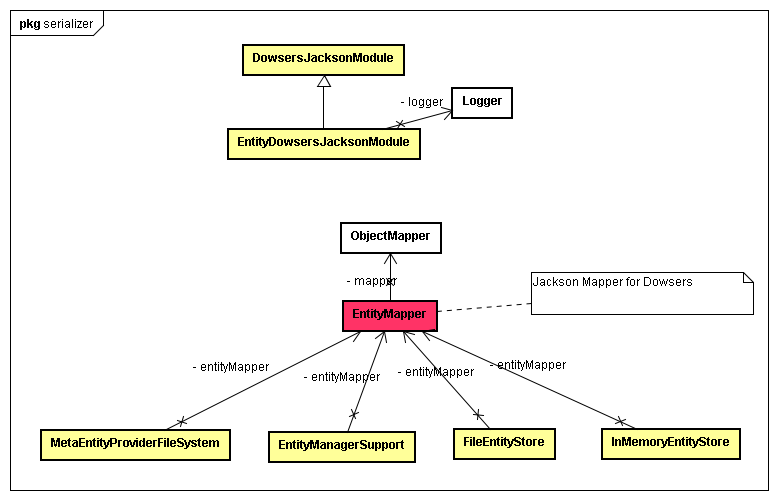 pkg serializer
DowsersJacksonModule
- logger
Logger
EntityDowsersJacksonModule
ObjectMapper
- mapper
Jackson Mapper for Dowsers
EntityMapper
- entityMapper
- entityMapper
- entityMapper
- entityMapper
MetaEntityProviderFileSystem
EntityManagerSupport
FileEntityStore
InMemoryEntityStore